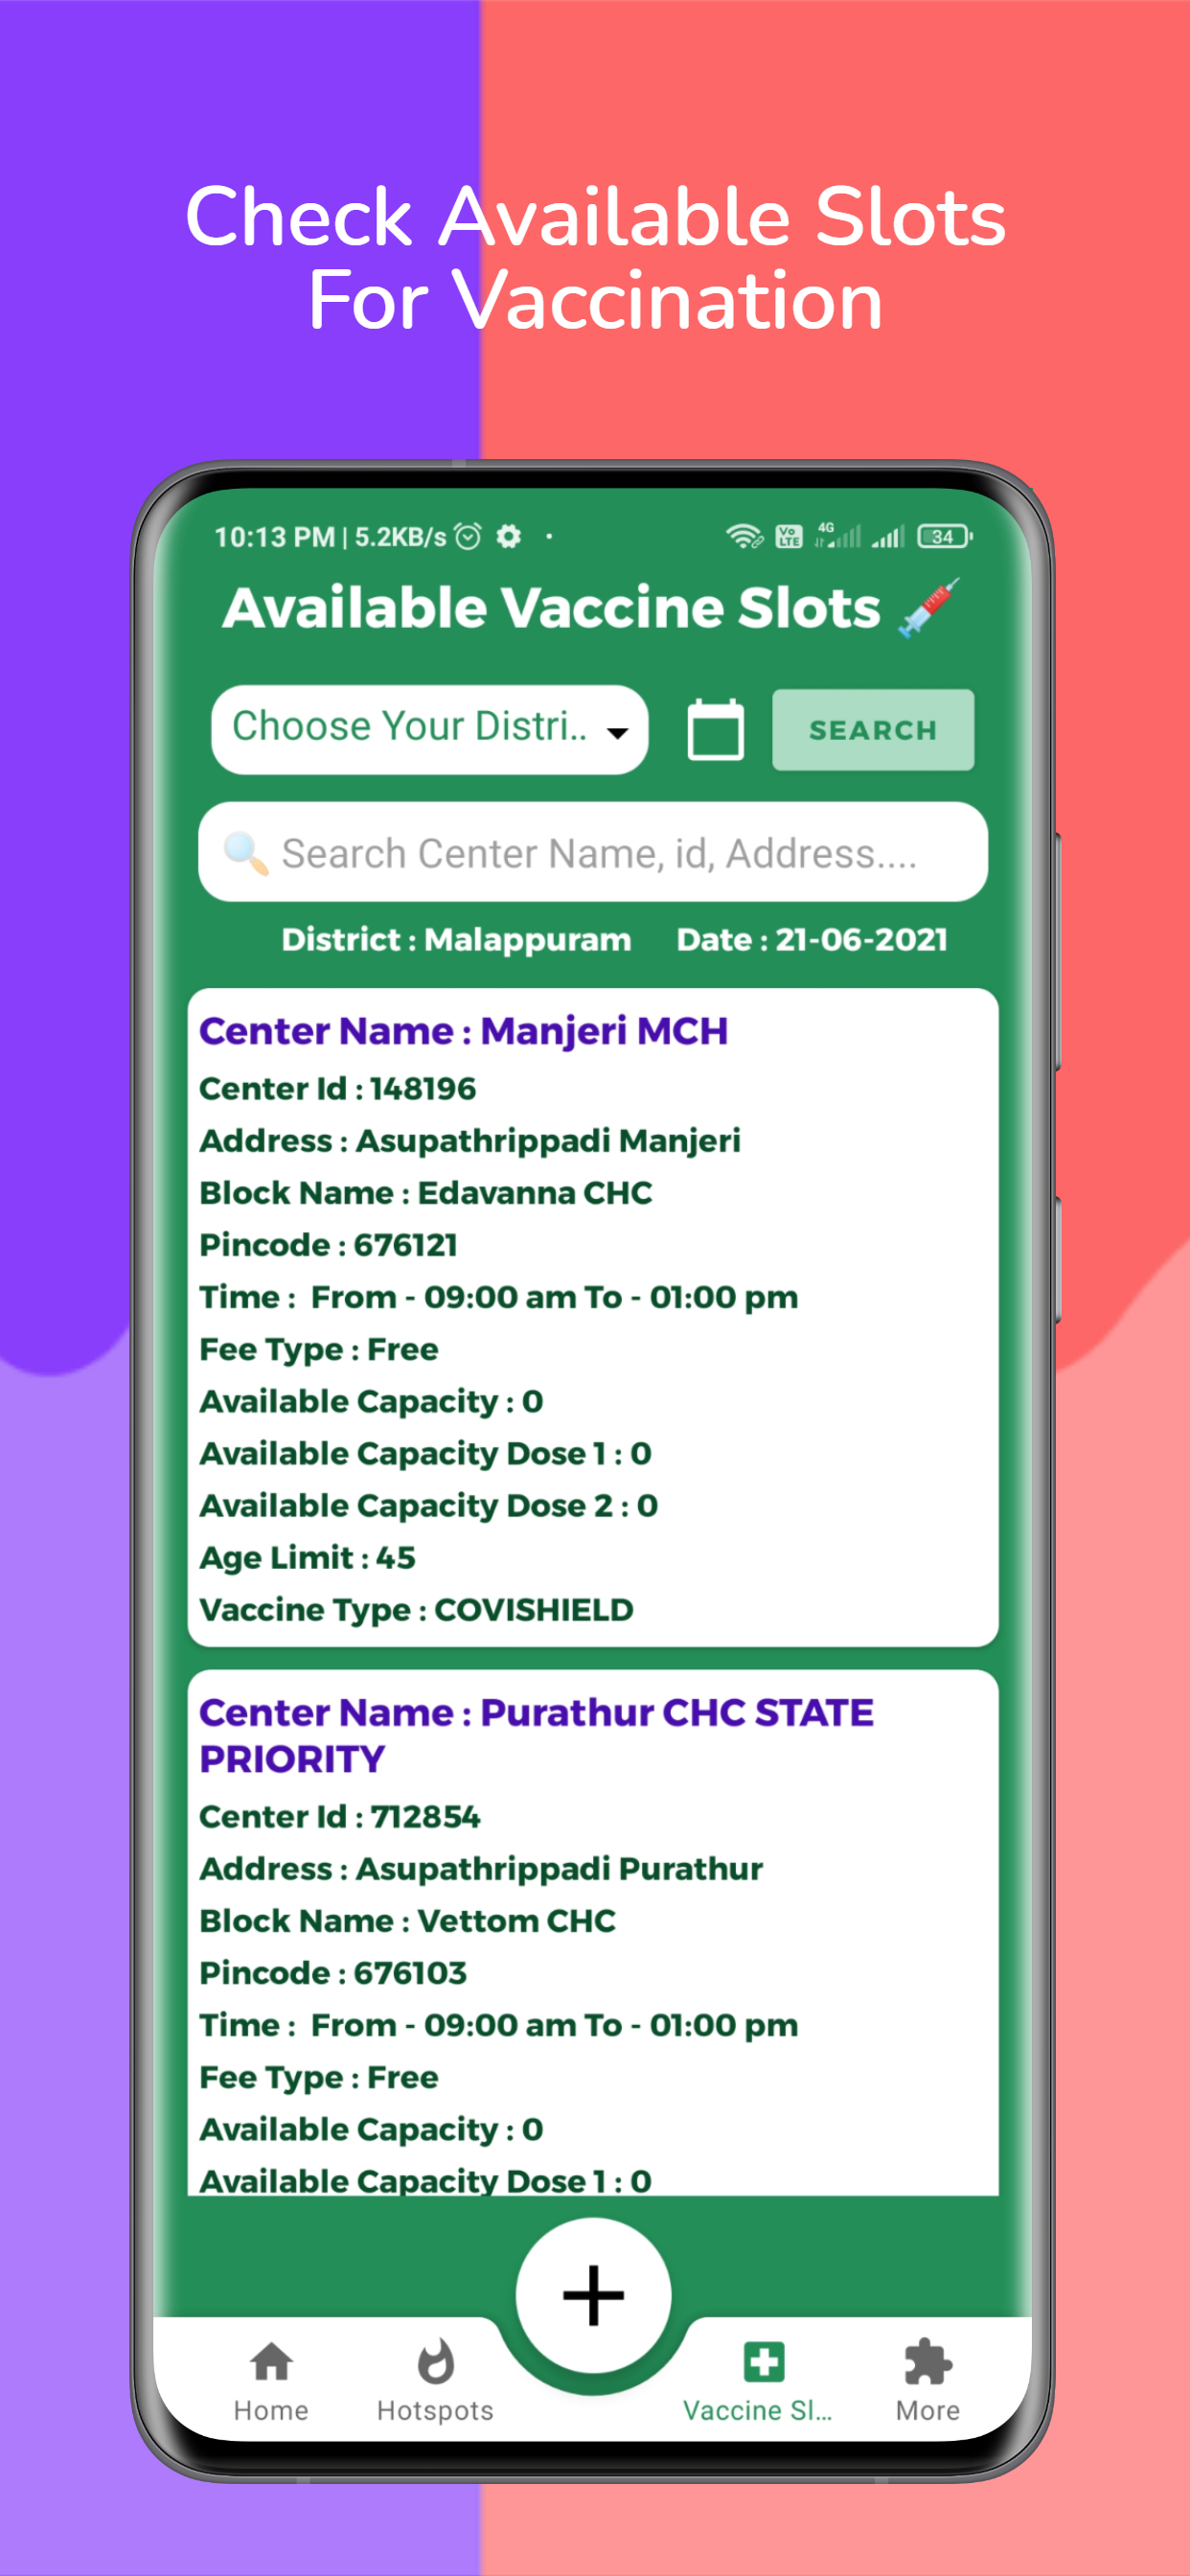 Check Available Slots
For Vaccination
10:13 PM | 5.2KB/s
Vo LTE
4G
34
Available Vaccine Slots
Choose Your Distri..
SEARCH
Search Center Name, id, Address....
District : Malappuram Date : 21-06-2021
Center Name : Manjeri MCH
Center Id : 148196
Address : Asupathrippadi Manjeri
Block Name : Edavanna CHC
Pincode : 676121
Time : From - 09:00 am To - 01:00 pm
Fee Type : Free
Available Capacity : 0
Available Capacity Dose 1 : 0
Available Capacity Dose 2 : 0
Age Limit : 45
Vaccine Type : COVISHIELD
Center Name : Purathur CHC STATE
PRIORITY
Center Id : 712854
Address : Asupathrippadi Purathur
Block Name : Vettom CHC
Pincode : 676103
Time : From - 09:00 am To - 01:00 pm
Fee Type : Free
Available Capacity : 0
Available Capacity Dose 1 : 0
Home Hotspots Vaccine Sl... More